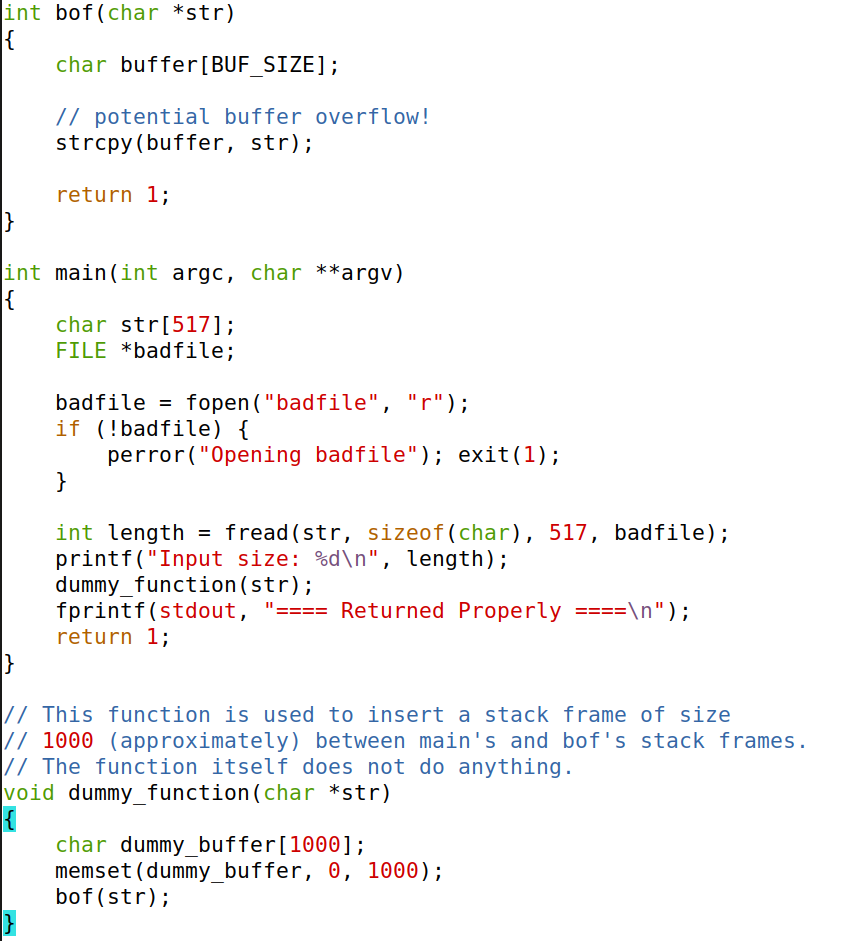 int bof(char *str)
{
    char buffer[BUF_SIZE];

    // potential buffer overflow!
    strcpy(buffer, str);

    return 1;
}

int main(int argc, char **argv)
{
    char str[517];
    FILE *badfile;

    badfile = fopen("badfile", "r");
    if (!badfile) {
        perror("Opening badfile"); exit(1);
    }

    int length = fread(str, sizeof(char), 517, badfile);
    printf("Input size: %d\n", length);
    dummy_function(str);
    fprintf(stdout, "==== Returned Properly ====\n");
    return 1;
}

// This function is used to insert a stack frame of size
// 1000 (approximately) between main's and bof's stack frames.
// The function itself does not do anything.
void dummy_function(char *str)
{
    char dummy_buffer[1000];
    memset(dummy_buffer, 0, 1000);
    bof(str);
}